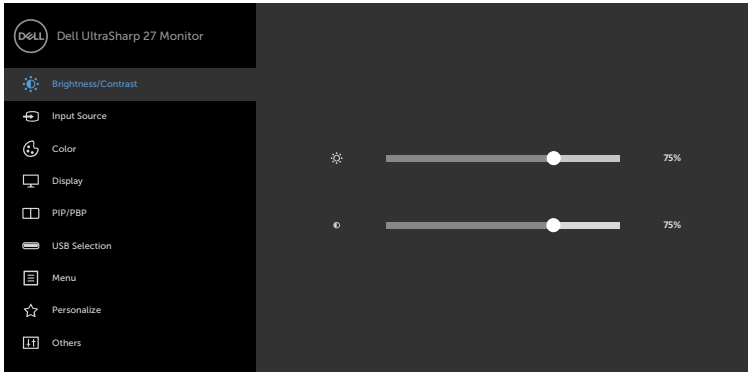 DELL
Dell UltraSharp 27 Monitor
Brightness/Contrast
Input Source
Color
75%
Display
PIP/PBP
75%
USB Selection
Menu
Personalize
Others